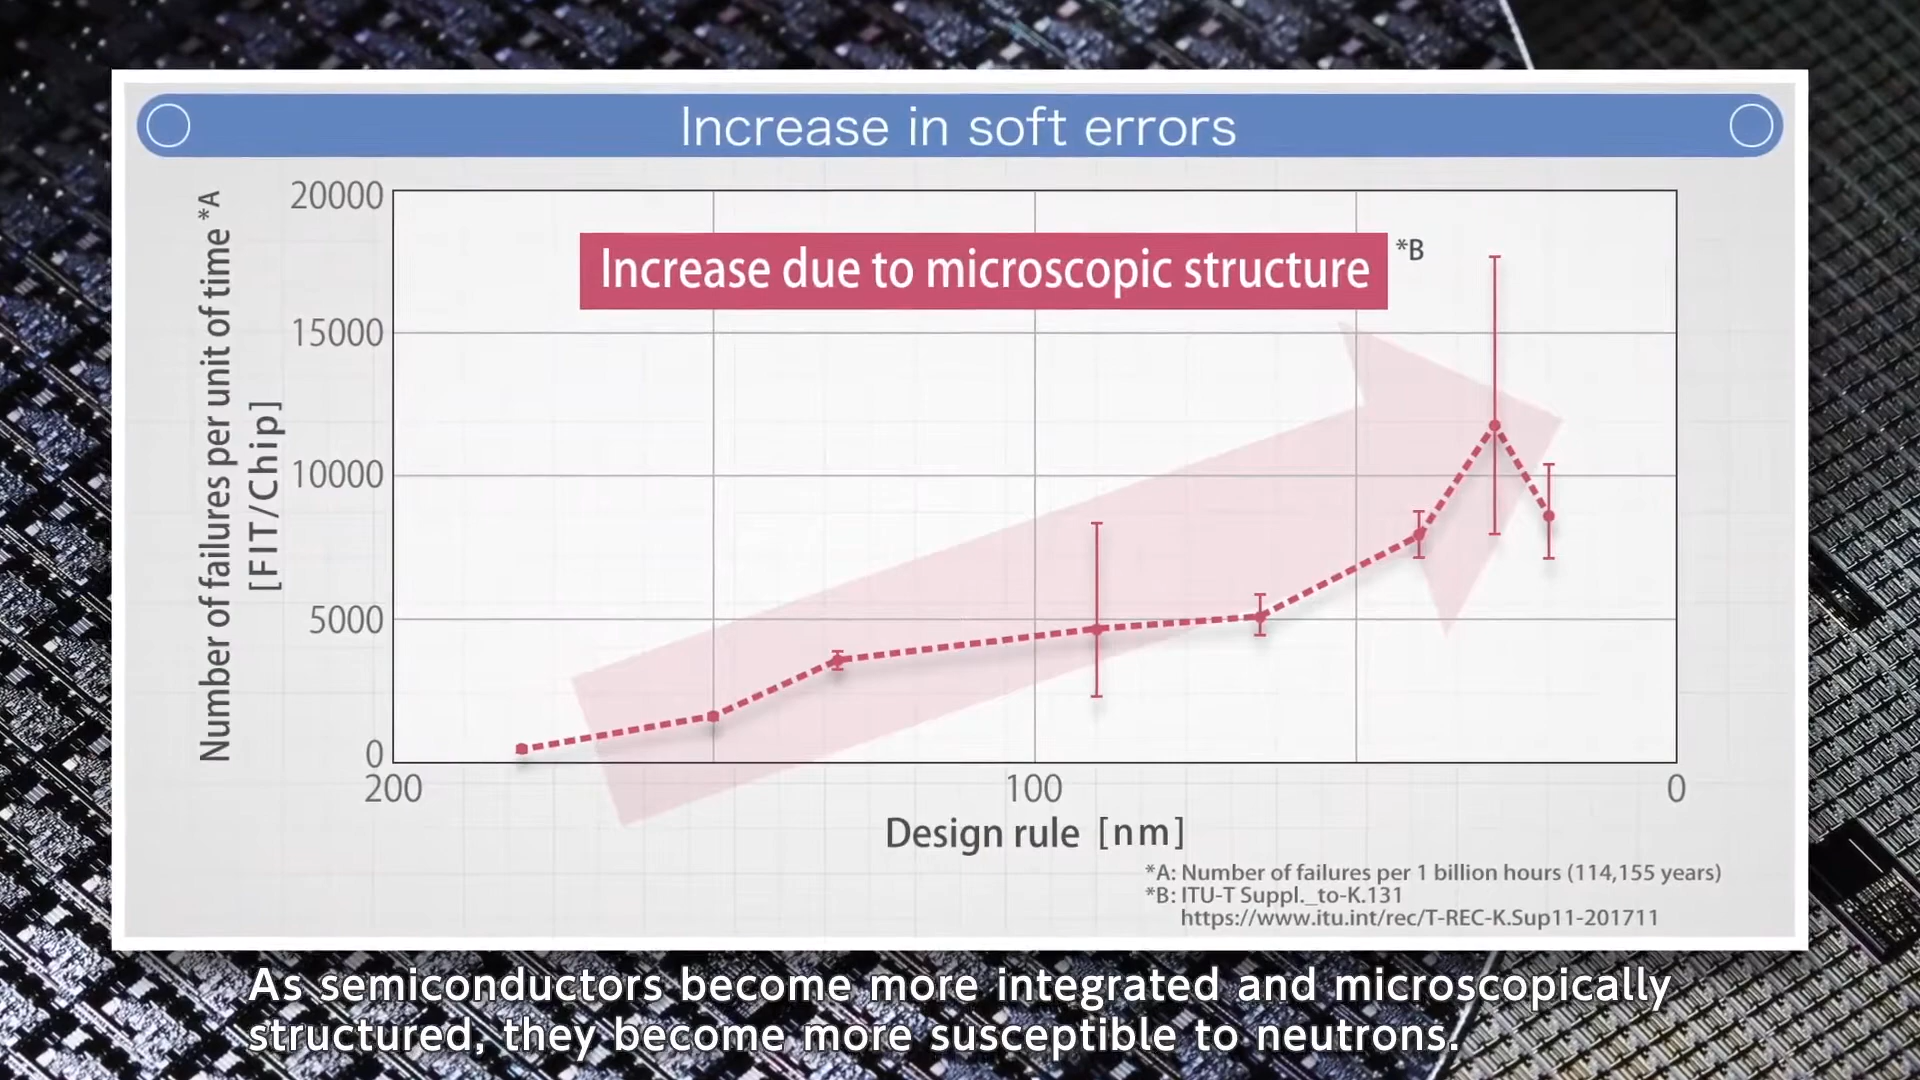 Increase in soft errors
Number of failures per unit of time *A
[FIT/Chip]
20000
15000
10000
5000
0
Increase due to microscopic structure *B
200
100
0
Design rule [nm]
*A: Number of failures per 1 billion hours (114,155 years)
*B: ITU-T Suppl._to-K.131
https://www.itu.int/rec/T-REC-K.Sup11-201711
As semiconductors become more integrated and microscopically
structured, they become more susceptible to neutrons.